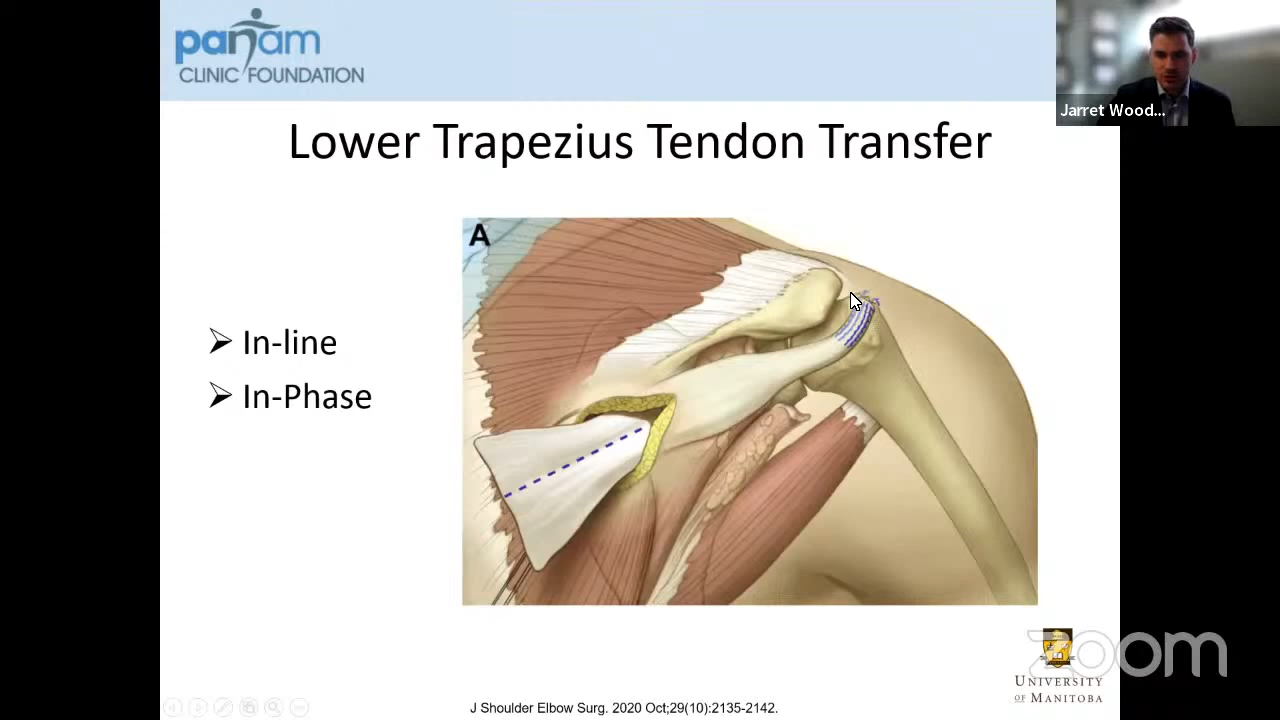 panam
CLINIC FOUNDATION
Jarret Wood...
Lower Trapezius Tendon Transfer
A
In-line
In-Phase
zoom
UNIVERSITY
OF MANITOBA
J Shoulder Elbow Surg. 2020 Oct;29(10):2135-2142.